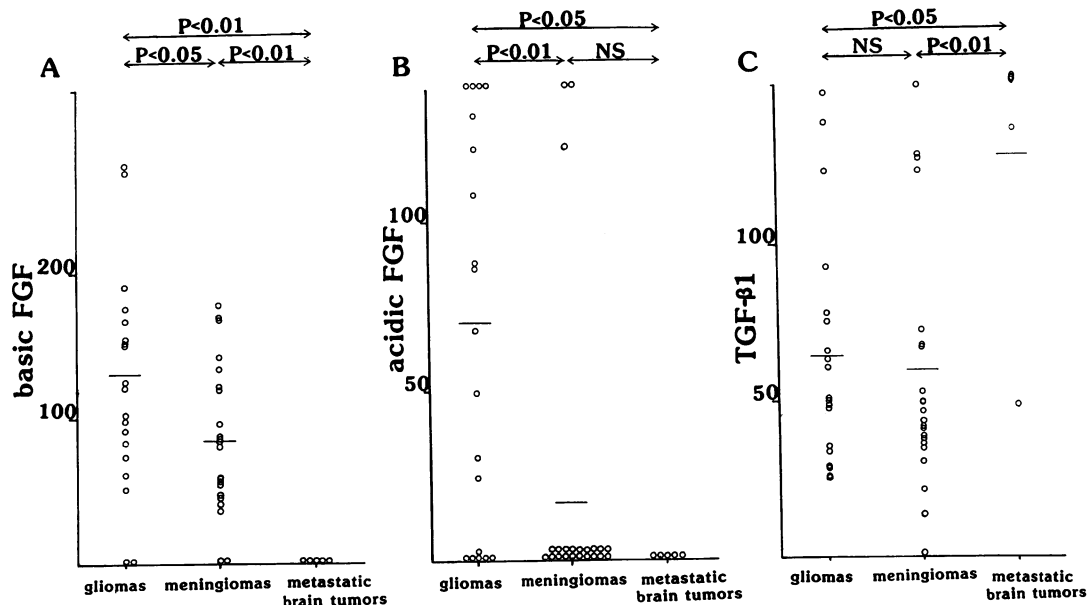 P<0.01
P<0.05 P<0.01
A
basic FGF
200
100
gliomas meningiomas metastatic
brain tumors
P<0.05
P<0.01 NS
B
acidic FGF
100
50
gliomas meningiomas metastatic
brain tumors
P<0.05
NS P<0.01
C
TGF-β1
100
50
gliomas meningiomas metastatic
brain tumors